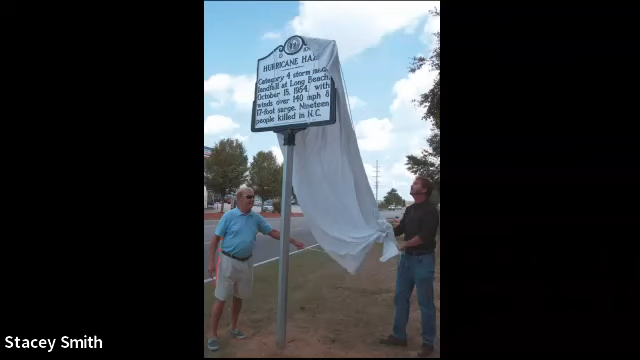 HURRICANE HAZ
Category 4 storm made
landfall at Long Beach,
October 15, 1954, with
winds over 140 mph &
17-foot surge. Nineteen
people killed in N.C.
Stacey Smith